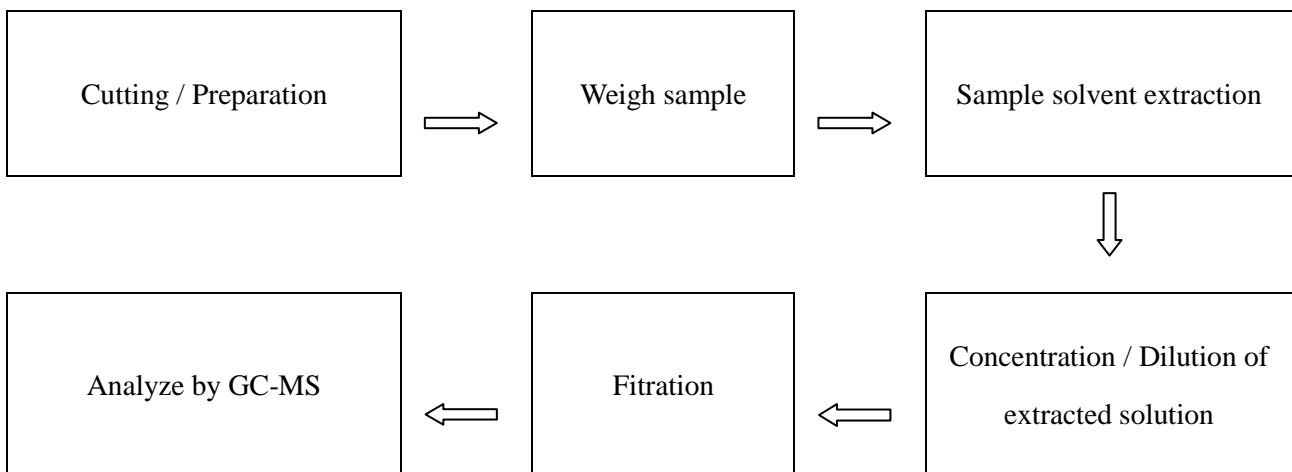 Cutting / Preparation
Weigh sample
Sample solvent extraction
Concentration / Dilution of
extracted solution
Fitration
Analyze by GC-MS